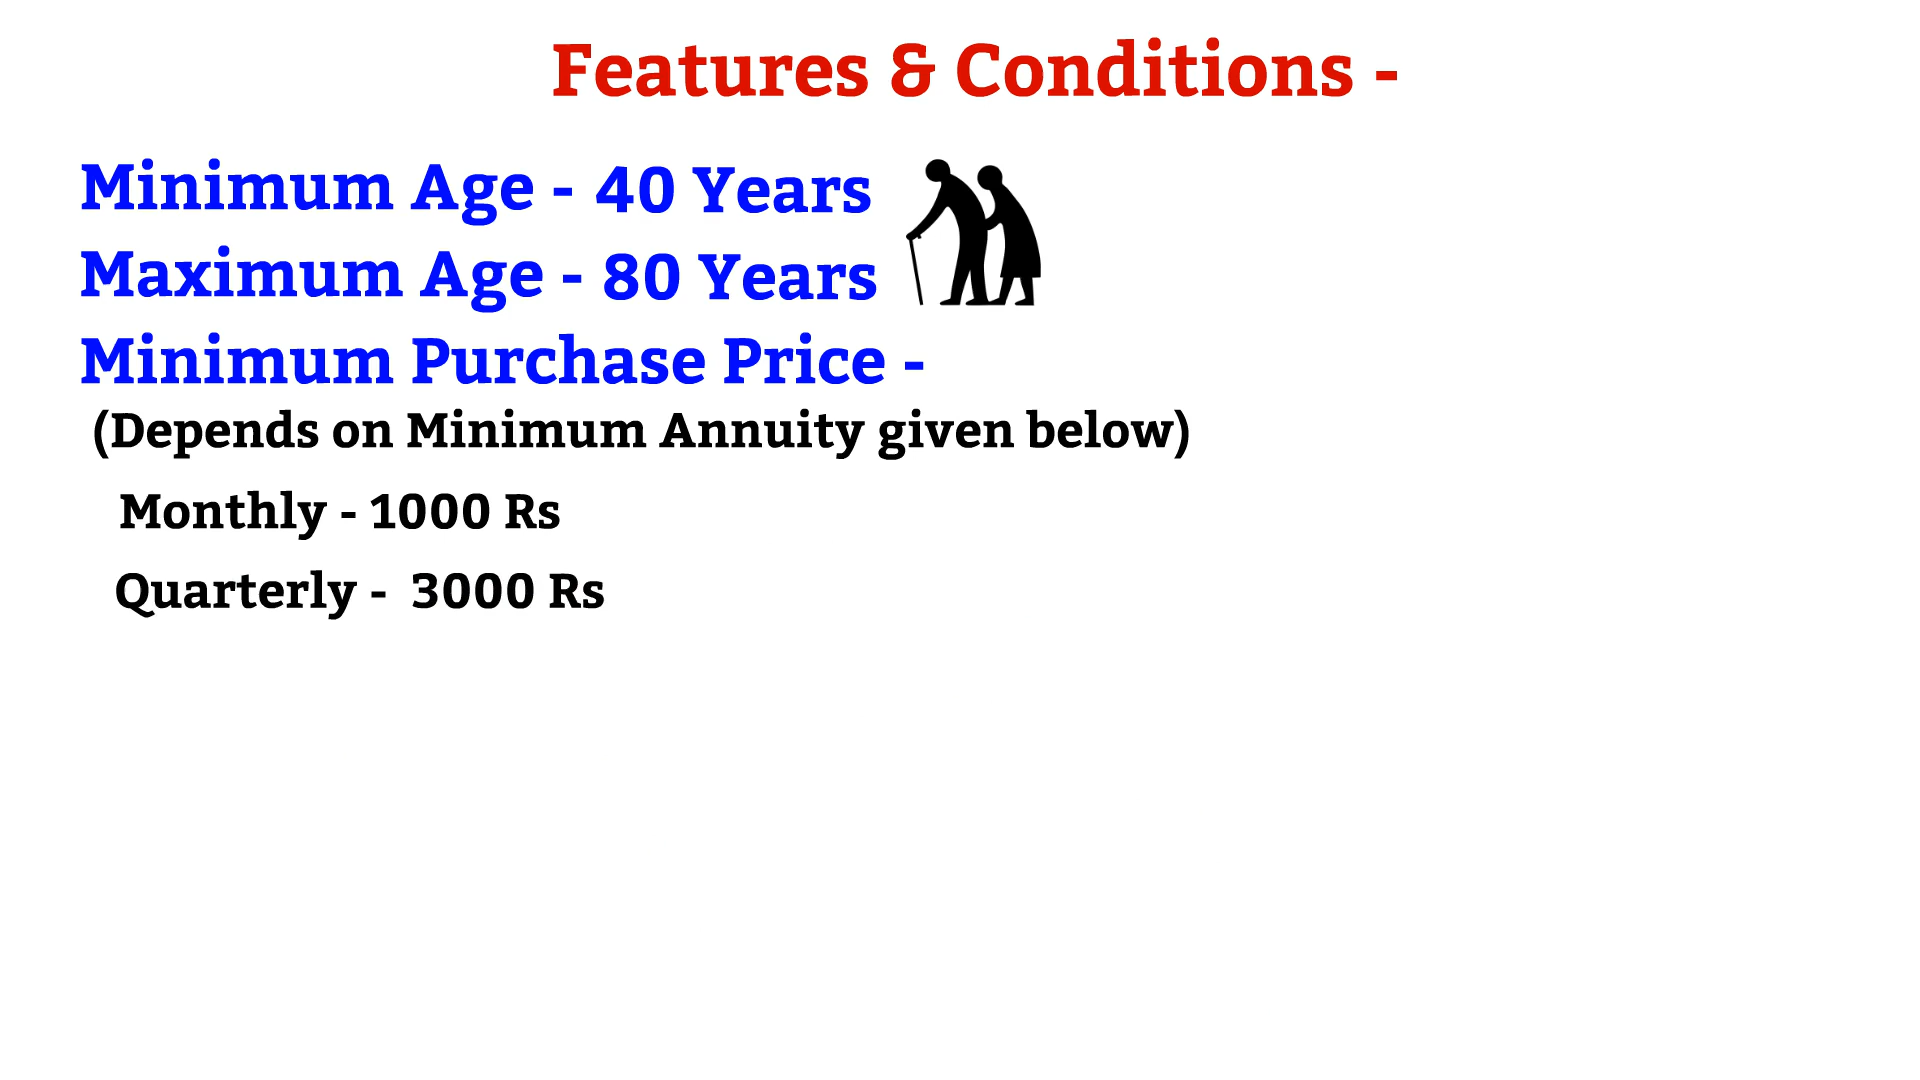 Features & Conditions -
Minimum Age - 40 Years
Maximum Age - 80 Years
Minimum Purchase Price -
(Depends on Minimum Annuity given below)
Monthly - 1000 Rs
Quarterly - 3000 Rs